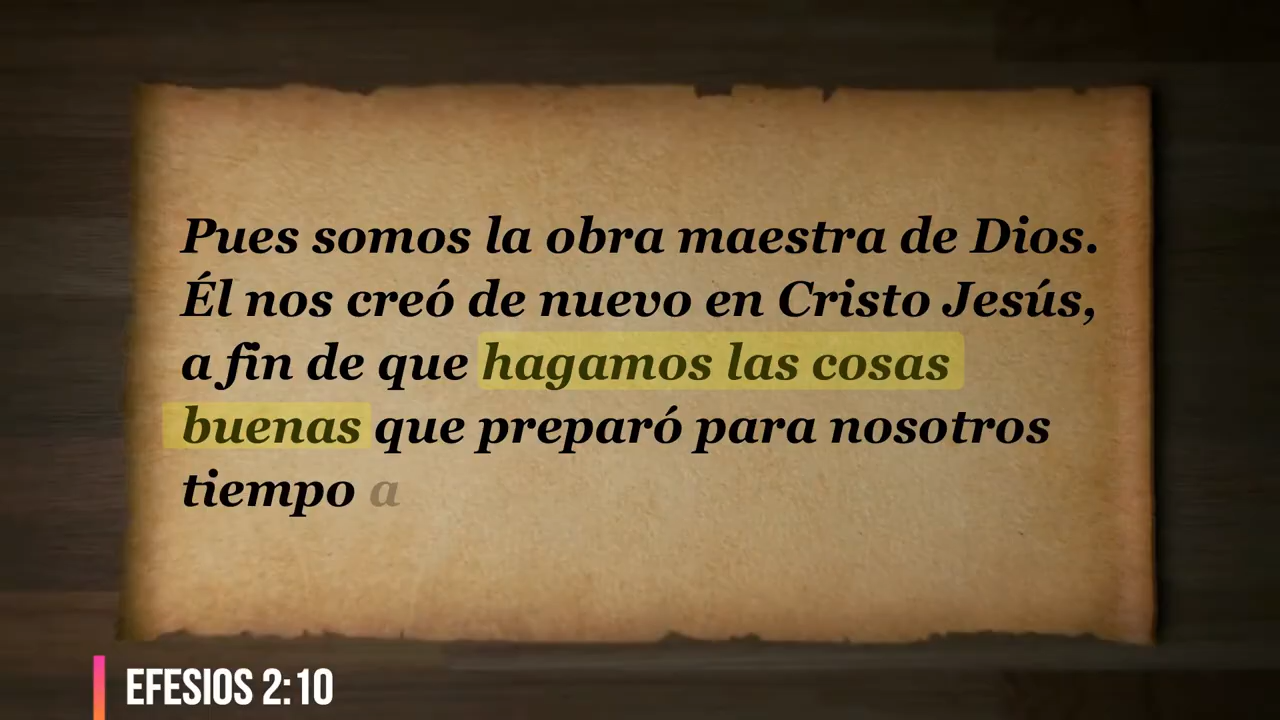 Pues somos la obra maestra de Dios.
Él nos creó de nuevo en Cristo Jesús,
a fin de que hagamos las cosas
buenas que preparó para nosotros
tiempo a
EFESIOS 2:10